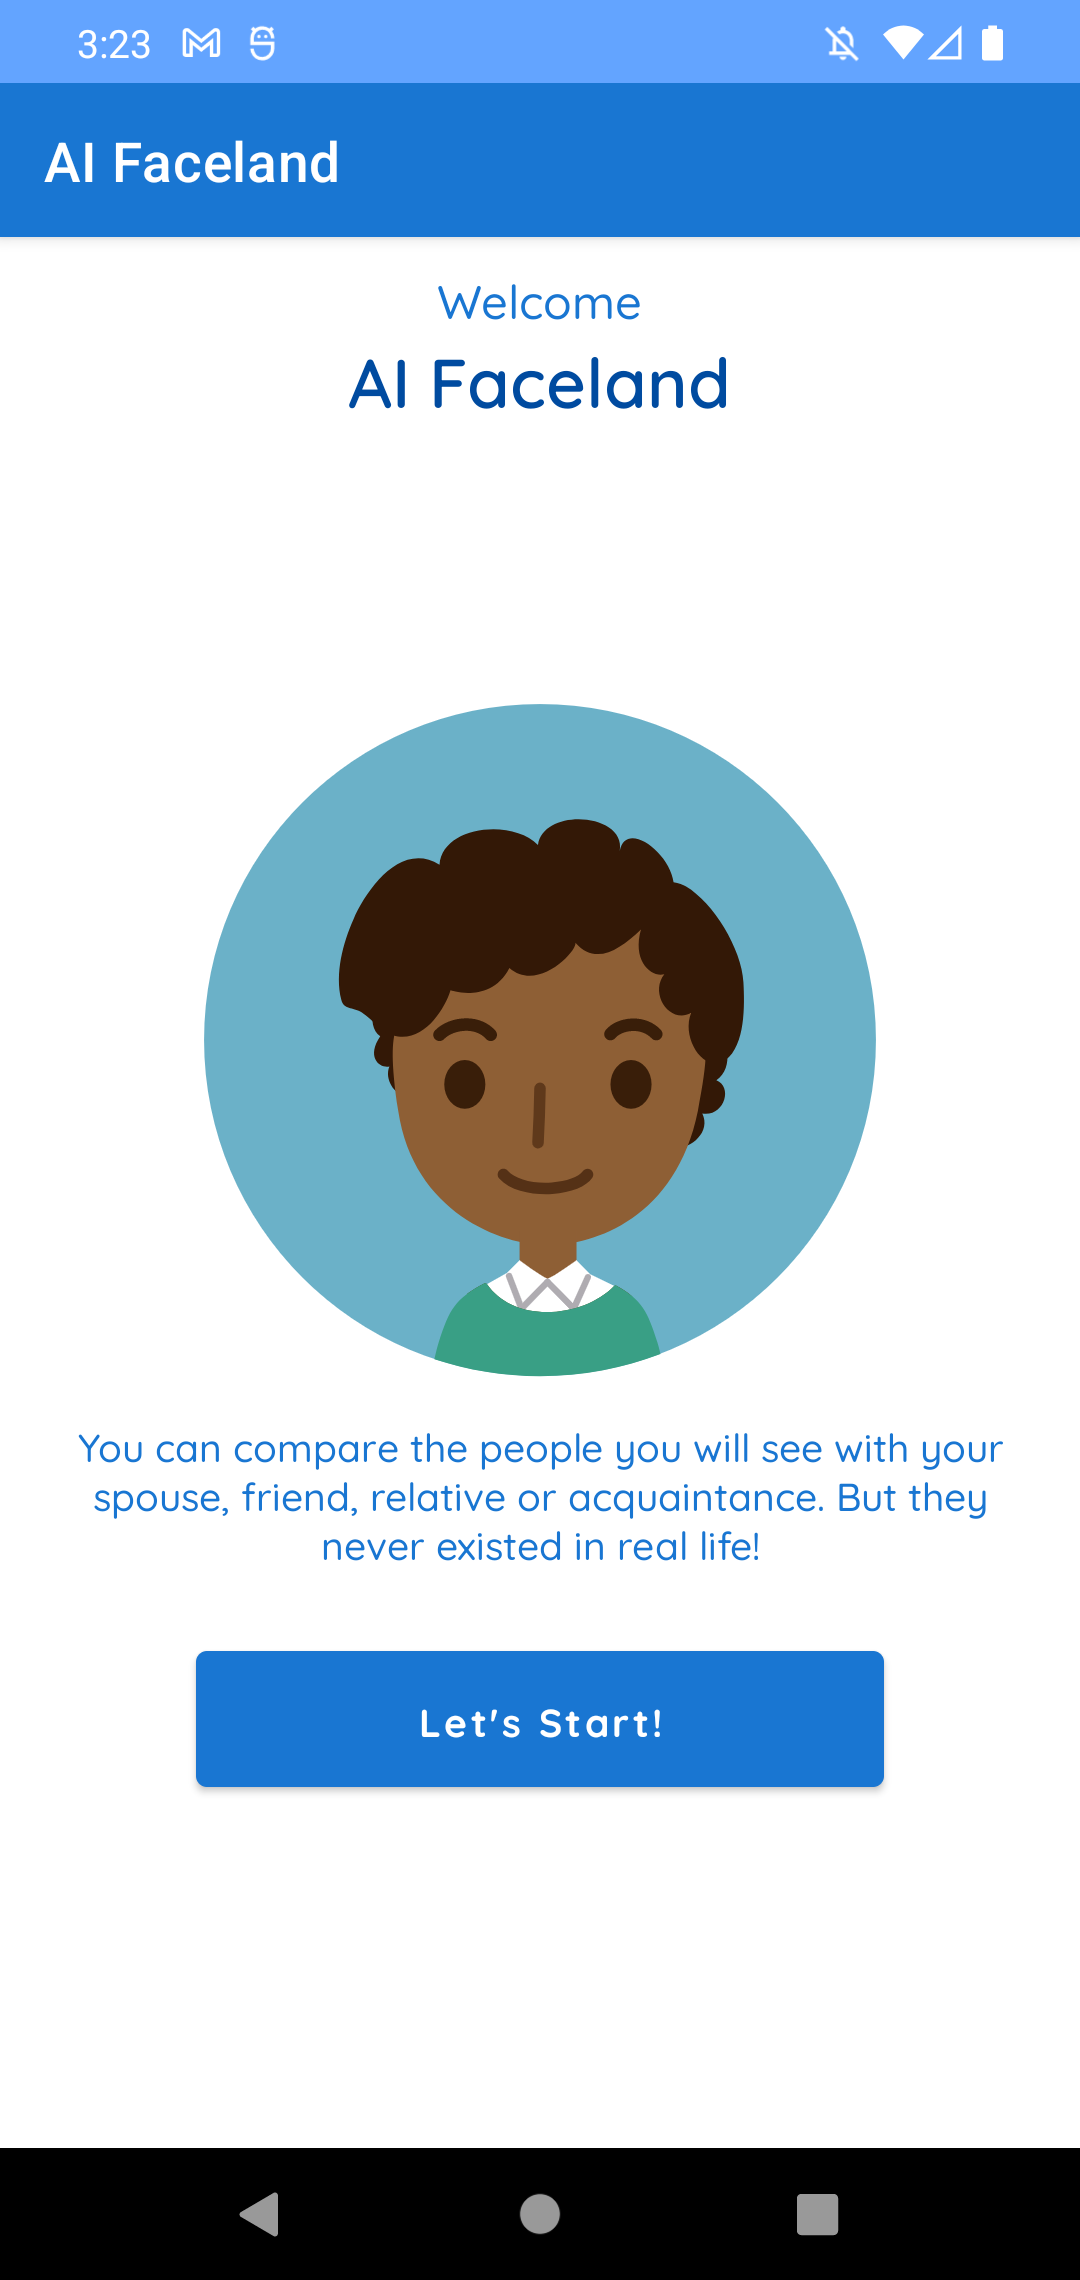 3:23
AI Faceland
Welcome
AI Faceland
You can compare the people you will see with your
spouse, friend, relative or acquaintance. But they
never existed in real life!
Let's Start!